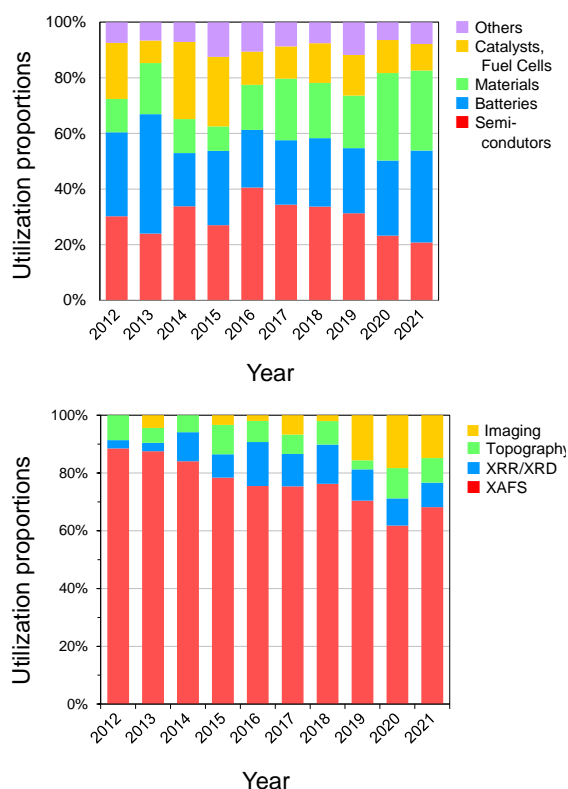 100%
80%
60%
40%
20%
0%
Utilization proportions
2012
2013
2014
2015
2016
2017
2018
2019
2020
2021
Year
Others
Catalysts,
Fuel Cells
Materials
Batteries
Semi-
condutors
100%
80%
60%
40%
20%
0%
Utilization proportions
2012
2013
2014
2015
2016
2017
2018
2019
2020
2021
Year
Imaging
Topography
XRR/XRD
XAFS